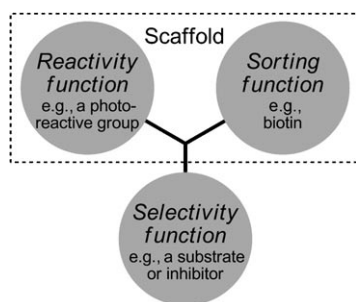 Scaffold
Reactivity
function
e.g., a photo-
reactive group
Sorting
function
e.g.,
biotin
Selectivity
function
e.g., a substrate
or inhibitor